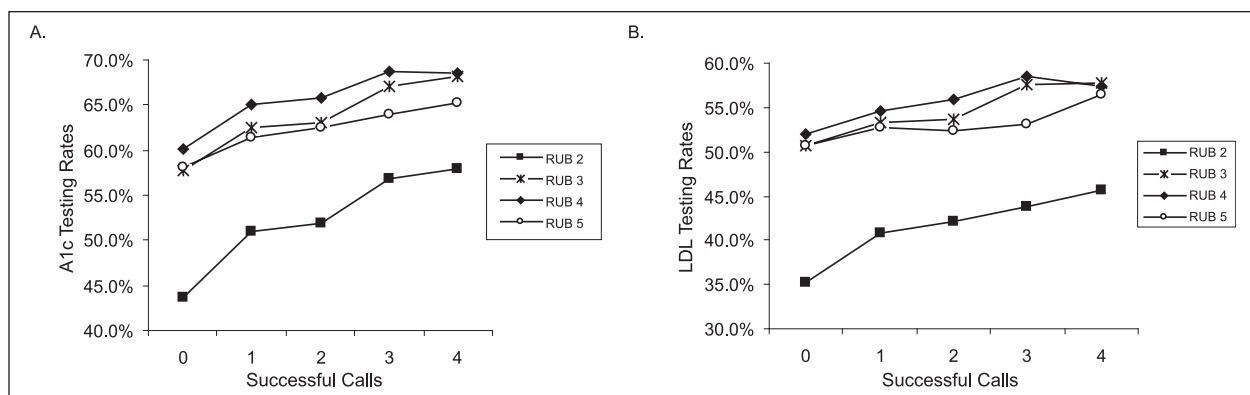 A.
70.0%
65.0%
60.0%
55.0%
50.0%
45.0%
40.0%
A1c Testing Rates
0 1 2 3 4
Successful Calls
RUB 2
RUB 3
RUB 4
RUB 5
B.
60.0%
55.0%
50.0%
45.0%
40.0%
35.0%
30.0%
LDL Testing Rates
0 1 2 3 4
Successful Calls
RUB 2
RUB 3
RUB 4
RUB 5